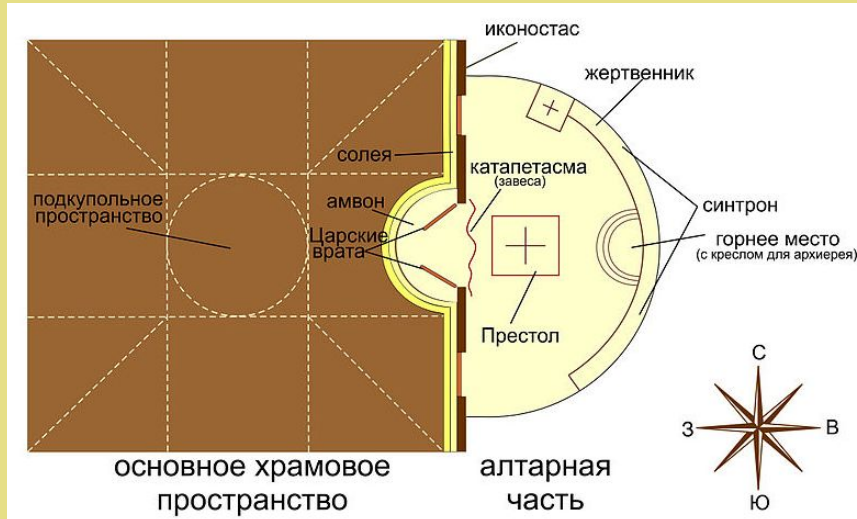 иконостас
жертвенник
солея
катапетасма
(завеса)
подкупольное
пространство
амвон
синтрон
Царские
врата
горнее место
(с креслом для архиерея)
Престол
С
З
В
Ю
основное храмовое
пространство
алтарная
часть